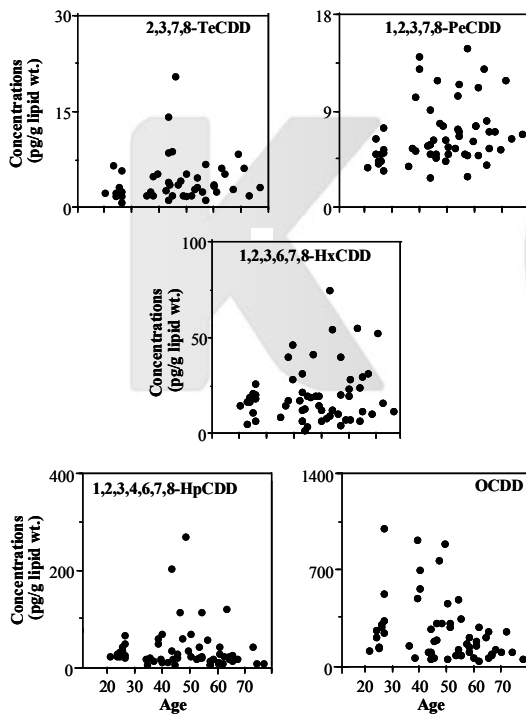 2,3,7,8-TeCDD
30
15
0
Concentrations
(pg/g lipid wt.)
1,2,3,7,8-PeCDD
18
9
0
1,2,3,6,7,8-HxCDD
100
50
0
Concentrations
(pg/g lipid wt.)
1,2,3,4,6,7,8-HpCDD
400
200
0
Concentrations
(pg/g lipid wt.)
20 30 40 50 60 70
Age
OCDD
1400
700
0
20 30 40 50 60 70
Age